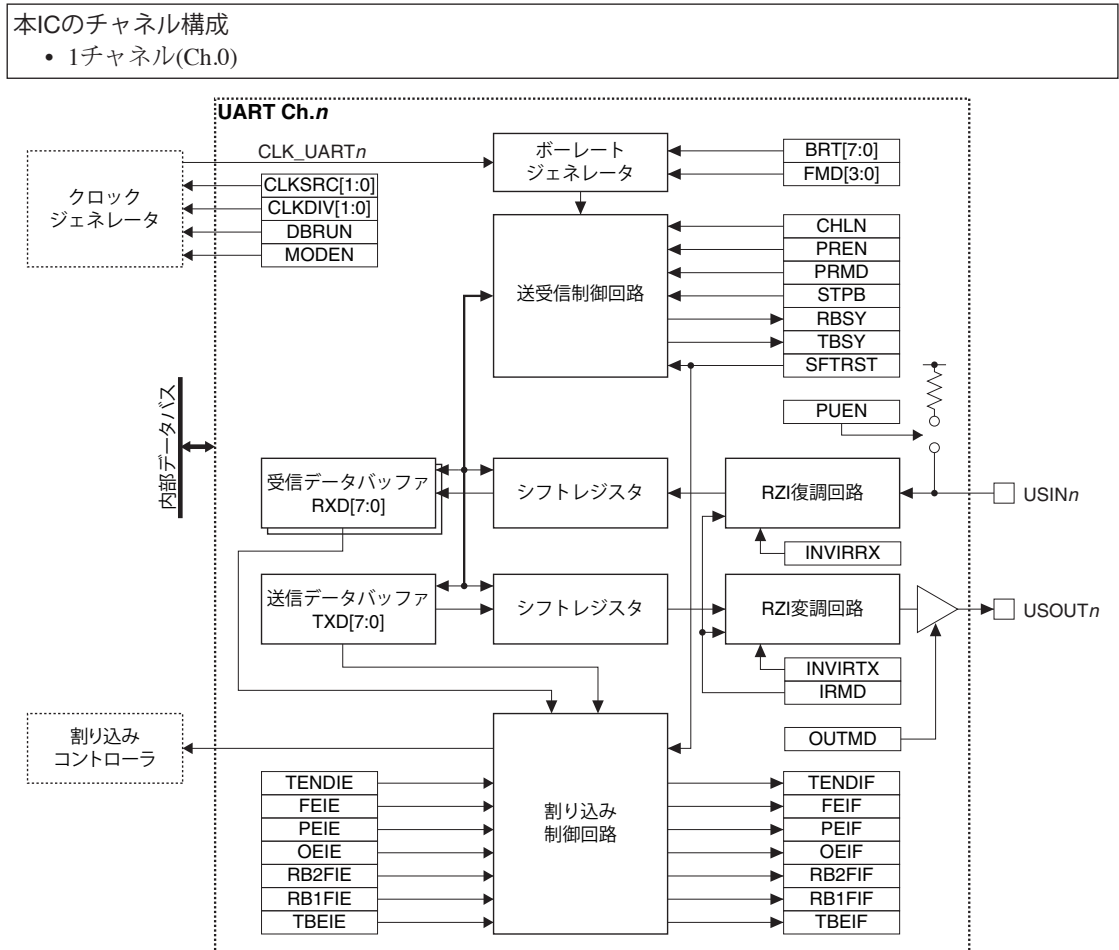 本ICのチャネル構成
• 1チャネル(Ch.0)
UART Ch.n
クロック
ジェネレータ
CLK_UARTn
CLKSRC[1:0]
CLKDIV[1:0]
DBRUN
MODEN
ボーレート
ジェネレータ
BRT[7:0]
FMD[3:0]
送受信制御回路
CHLN
PREN
PRMD
STPB
RBSY
TBSY
SFTRST
PUEN
内部データバス
受信データバッファ
RXD[7:0]
シフトレジスタ
RZI復調回路
USINn
INVIRRX
送信データバッファ
TXD[7:0]
シフトレジスタ
RZI変調回路
USOUTn
INVIRTX
IRMD
OUTMD
割り込み
コントローラ
割り込み
制御回路
TENDIE
FEIE
PEIE
OEIE
RB2FIE
RB1FIE
TBEIE
TENDIF
FEIF
PEIF
OEIF
RB2FIF
RB1FIF
TBEIF